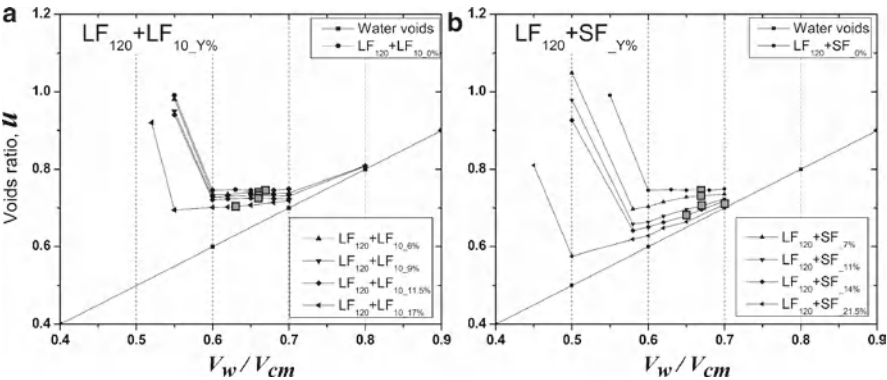 a
LF120+LF10_Y%
Water voids
LF120+LF10_0%
LF120+LF10_6%
LF120+LF10_9%
LF120+LF10_11.5%
LF120+LF10_17%
Voids ratio, u
1.2
1.0
0.8
0.6
0.4
0.4 0.5 0.6 0.7 0.8 0.9
Vw/Vcm
b
LF120+SF_Y%
Water voids
LF120+SF_0%
LF120+SF_7%
LF120+SF_11%
LF120+SF_14%
LF120+SF_21.5%
1.2
1.0
0.8
0.6
0.4
0.4 0.5 0.6 0.7 0.8 0.9
Vw/Vcm